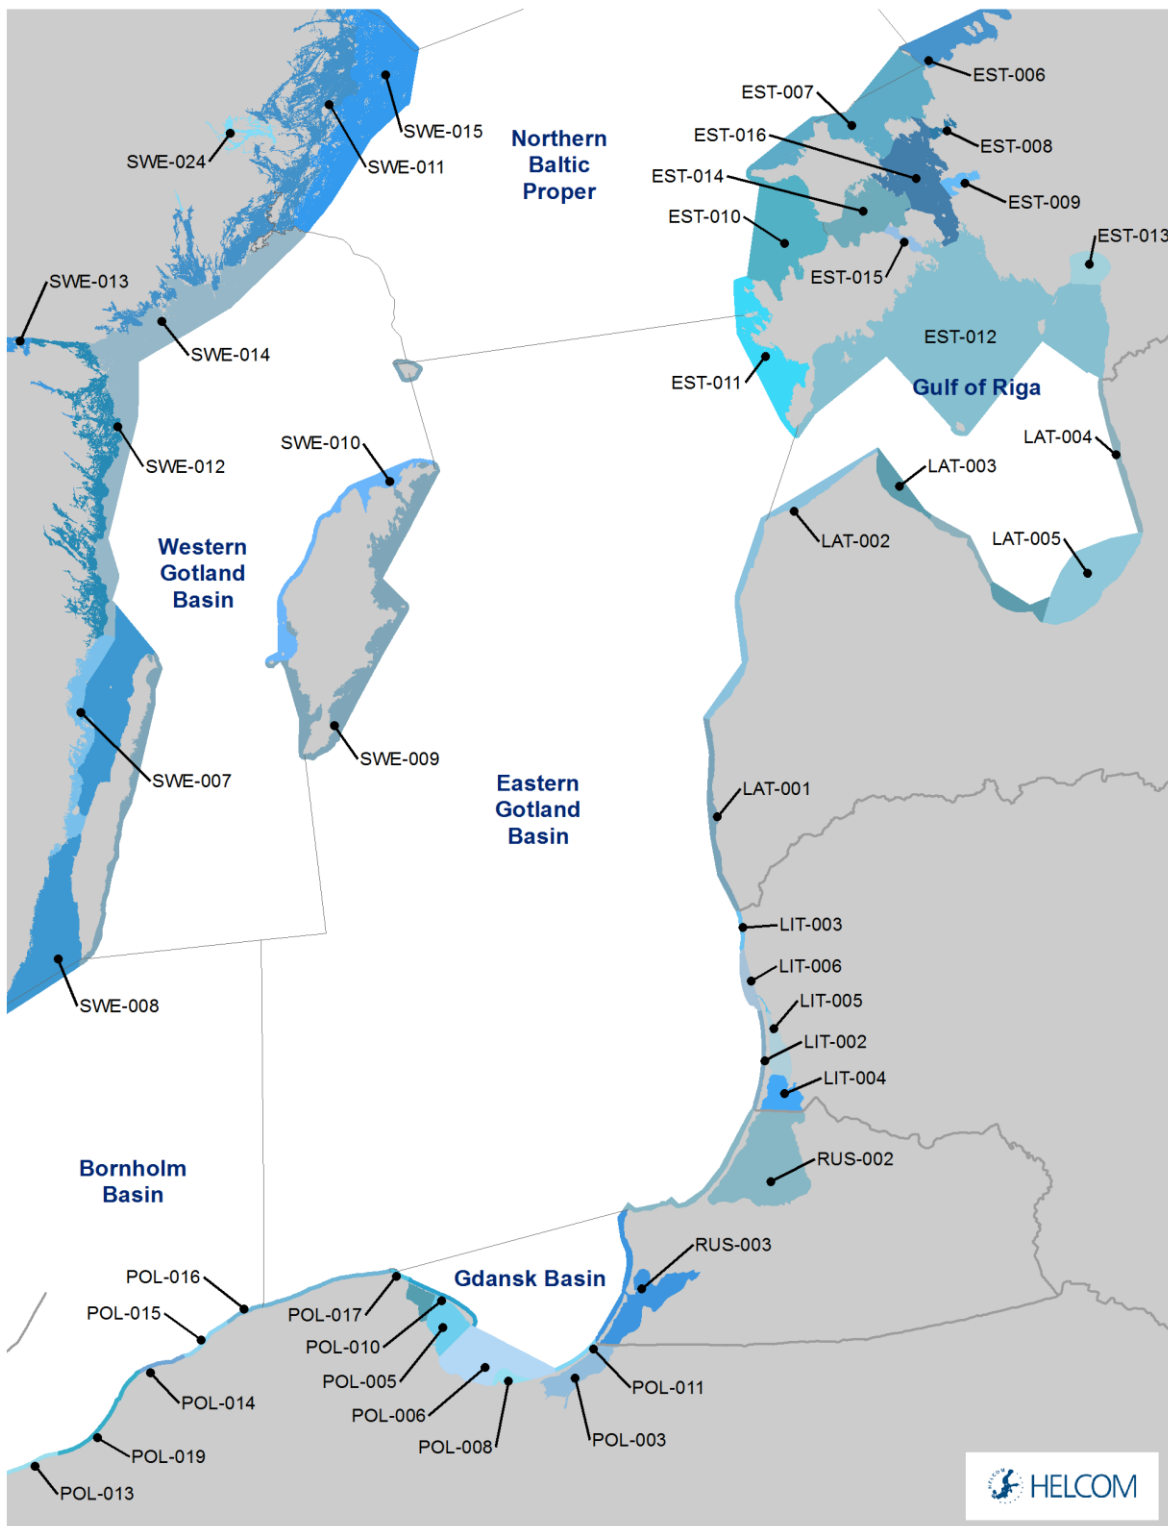 EST-006
EST-007
SWE-015
EST-016
Northern
Baltic
Proper
EST-008
SWE-024
SWE-011
EST-014
EST-009
EST-010
EST-013
EST-015
SWE-013
SWE-014
EST-012
EST-011
Gulf of Riga
LAT-004
SWE-010
SWE-012
LAT-003
LAT-002
LAT-005
Western
Gotland
Basin
SWE-009
SWE-007
Eastern
Gotland
Basin
LAT-001
LIT-003
LIT-006
LIT-005
SWE-008
LIT-002
LIT-004
RUS-002
Bornholm
Basin
RUS-003
Gdansk Basin
POL-016
POL-017
POL-015
POL-010
POL-005
POL-011
POL-014
POL-006
POL-008
POL-003
POL-019
POL-013
HELCOM
HELCOM